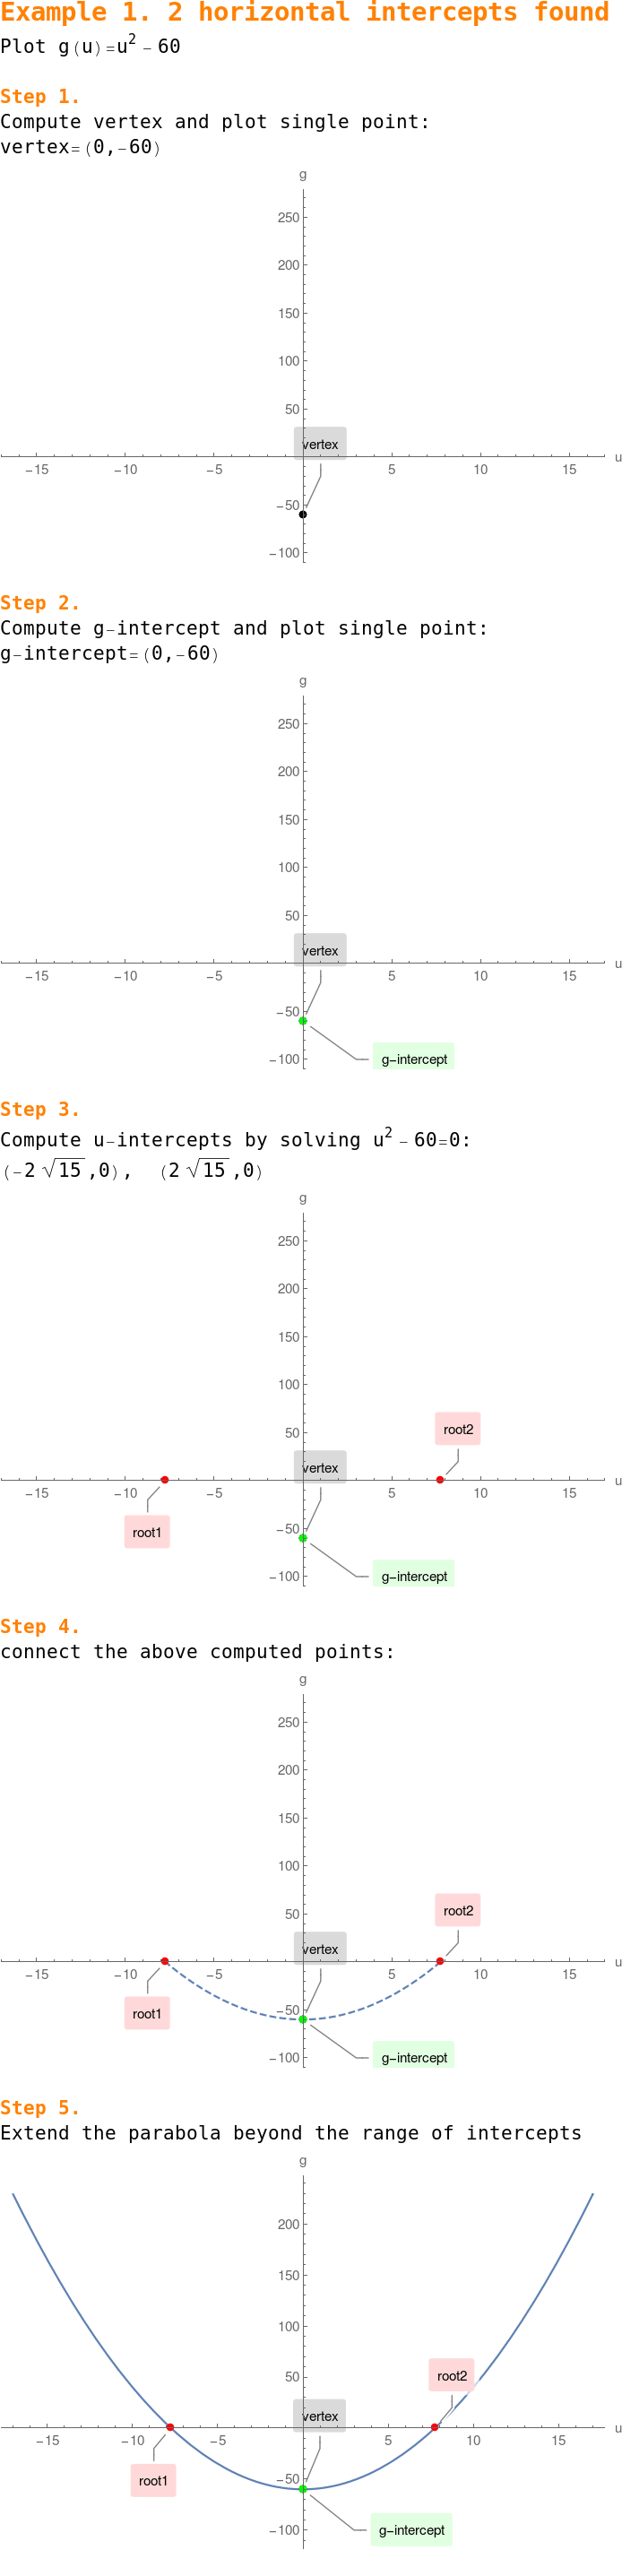 Example 1. 2 horizontal intercepts found
Plot g(u)=u² - 60
Step 1.
Compute vertex and plot single point:
vertex=(0,-60)
g
250
200
150
100
50
vertex
-15 -10 -5 5 10 15 u
-50
-100
Step 2.
Compute g-intercept and plot single point:
g-intercept=(0,-60)
g
250
200
150
100
50
vertex
-15 -10 -5 5 10 15 u
-50
g-intercept
-100
Step 3.
Compute u-intercepts by solving u² - 60=0:
(-2 √15 ,0), (2 √15 ,0)
g
250
200
150
100
50
root2
vertex
-15 -10 -5 5 10 15 u
-50
root1
g-intercept
-100
Step 4.
connect the above computed points:
g
250
200
150
100
50
root2
vertex
-15 -10 -5 5 10 15 u
-50
root1
g-intercept
-100
Step 5.
Extend the parabola beyond the range of intercepts
g
200
150
100
50
root2
vertex
-15 -10 -5 5 10 15 u
-50
root1
g-intercept
-100